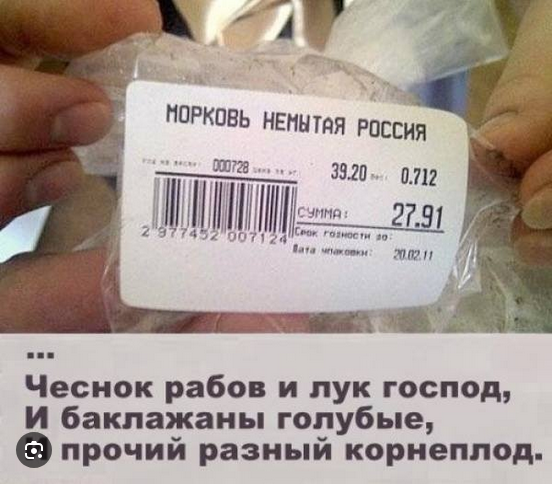 МОРКОВЬ НЕМЫТАЯ РОССИЯ
000728 39.20 0.712
СУММА: 27.91
2 977452 007124
Срок годности до:
Дата упаковки: 20.02.11
...
Чеснок рабов и лук господ,
И баклажаны голубые,
прочий разный корнеплод.